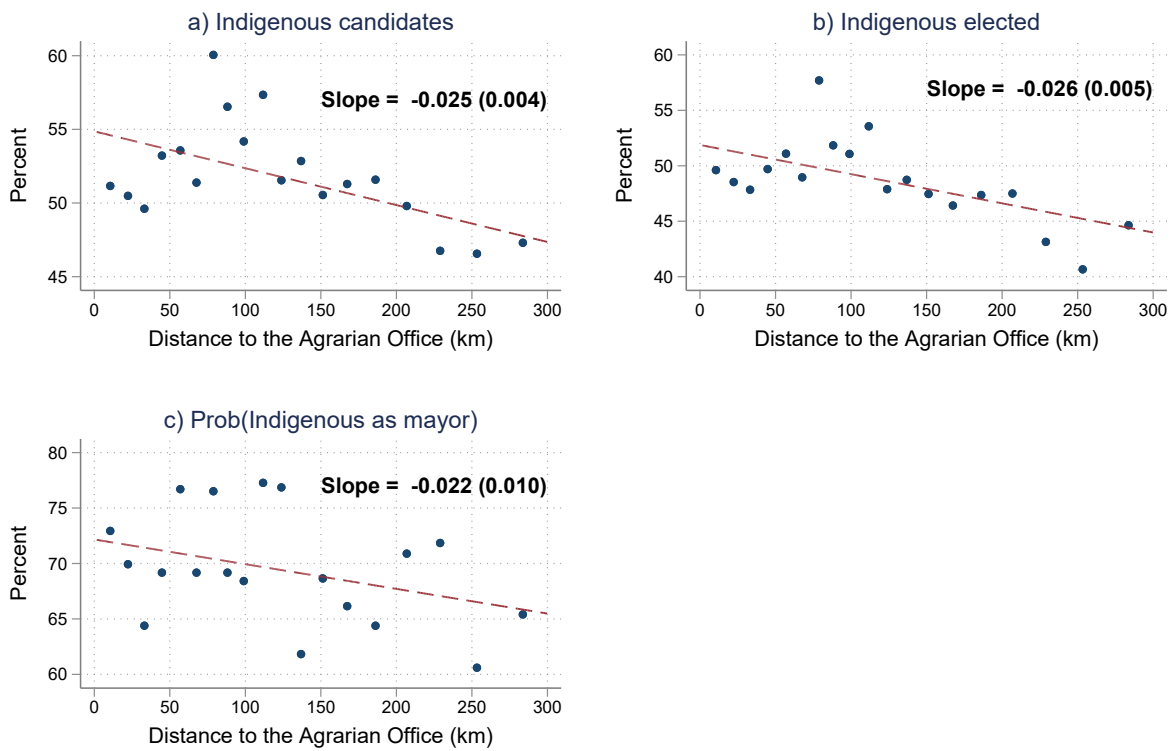 a) Indigenous candidates
Slope = -0.025 (0.004)
Percent
60
55
50
45
0 50 100 150 200 250 300
Distance to the Agrarian Office (km)
b) Indigenous elected
Slope = -0.026 (0.005)
Percent
60
55
50
45
40
0 50 100 150 200 250 300
Distance to the Agrarian Office (km)
c) Prob(Indigenous as mayor)
Slope = -0.022 (0.010)
Percent
80
75
70
65
60
0 50 100 150 200 250 300
Distance to the Agrarian Office (km)